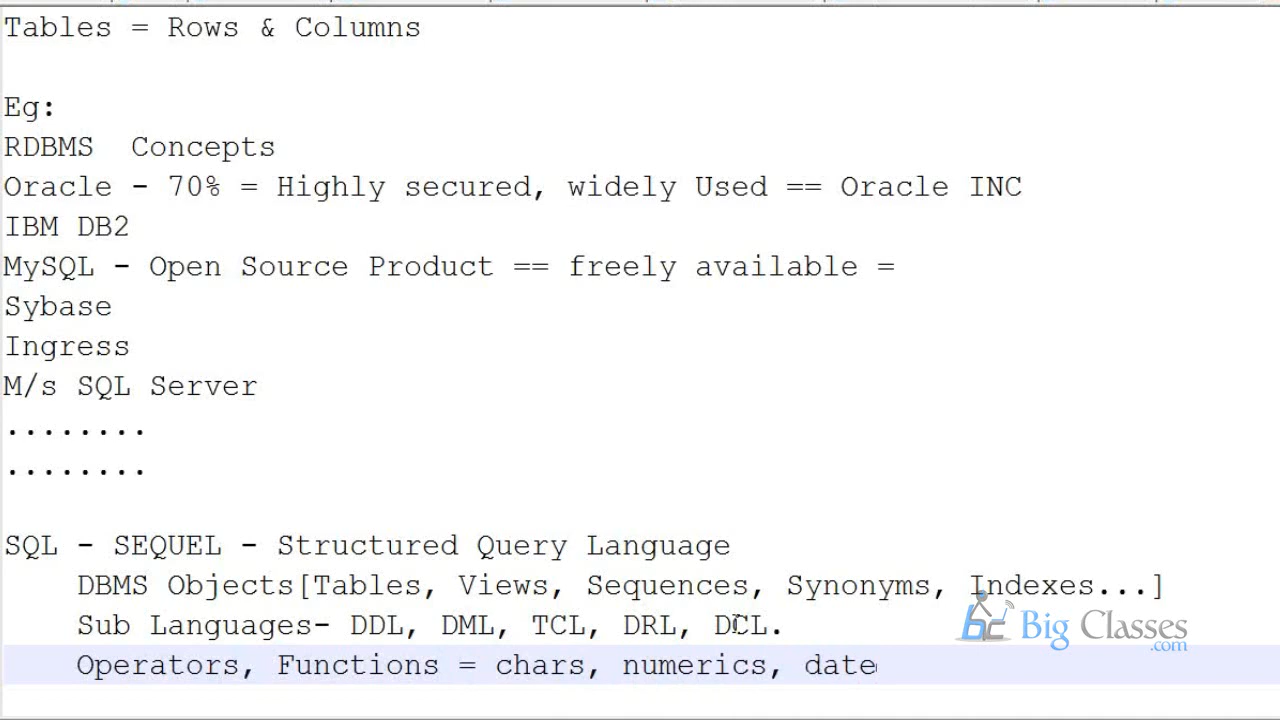 Tables = Rows & Columns
Eg:
RDBMS  Concepts
Oracle - 70% = Highly secured, widely Used == Oracle INC
IBM DB2
MySQL - Open Source Product == freely available =
Sybase
Ingress
M/s SQL Server
........
........
SQL - SEQUEL - Structured Query Language
DBMS Objects[Tables, Views, Sequences, Synonyms, Indexes...]
Sub Languages- DDL, DML, TCL, DRL, DCL.
Operators, Functions = chars, numerics, date
Big Classes
.com